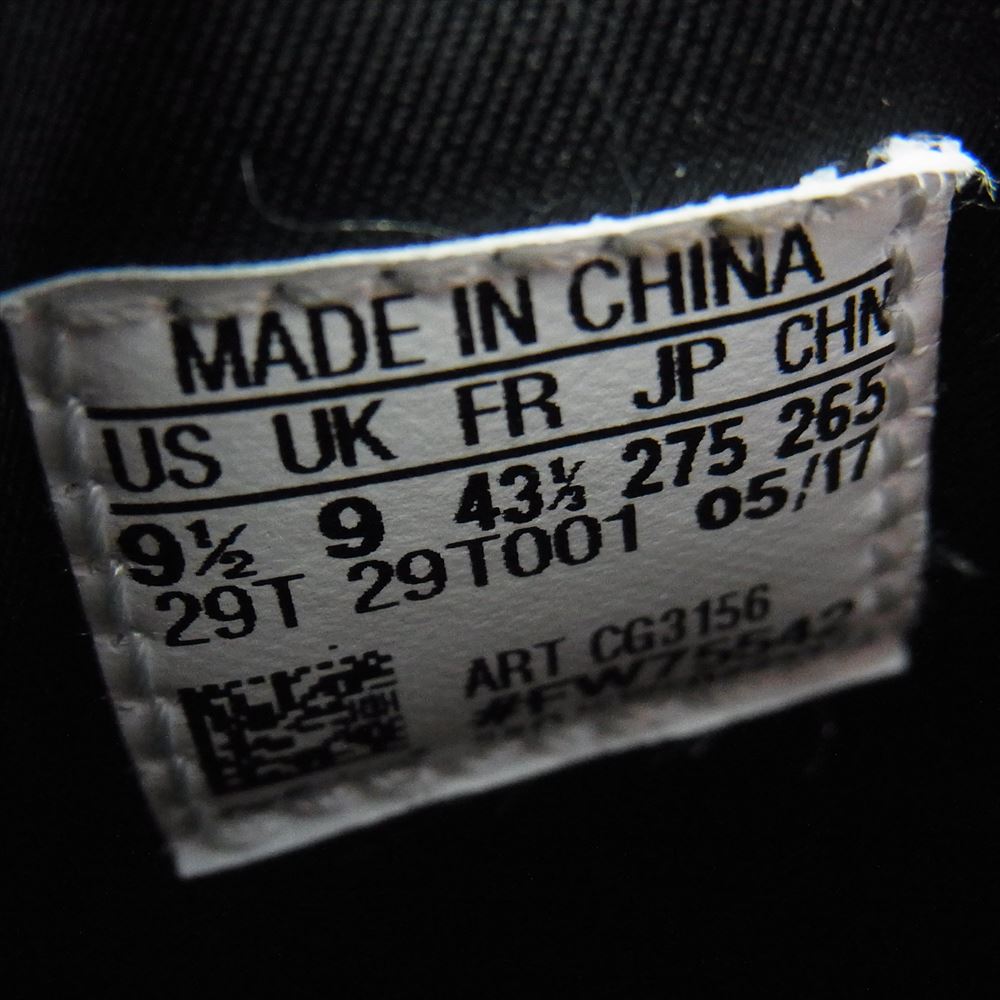 MADE IN CHINA
US UK FR JP CHN
9½ 9 43⅓ 275 265
29T 29T001 05/17
ART CG3156
#FW75542